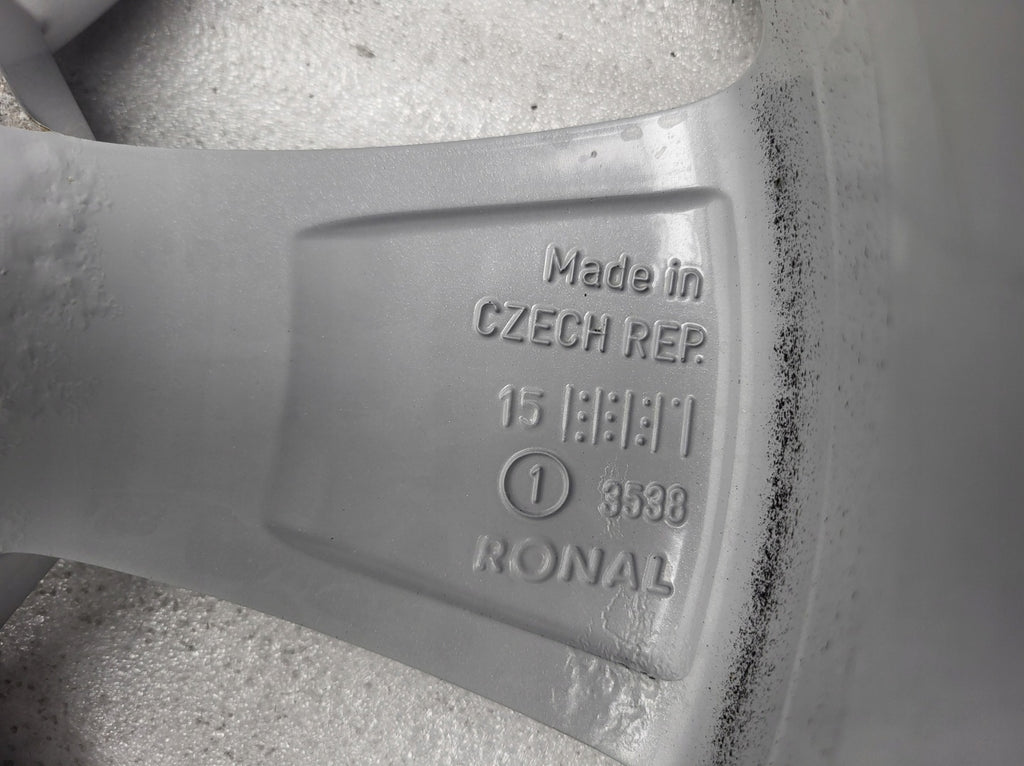 Made in
CZECH REP.
15
1 3538
RONAL